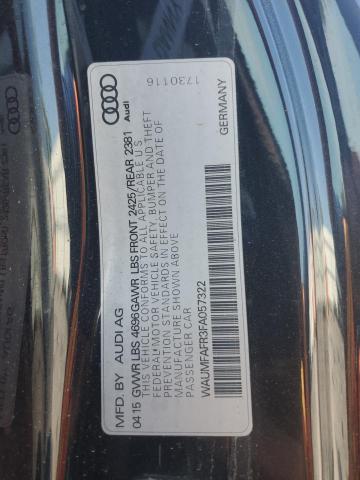 MFD. BY AUDI AG
04 15 GVWR LBS 4696 GAWR LBS FRONT 2425/REAR 2381
THIS VEHICLE CONFORMS TO ALL APPLICABLE U.S.
FEDERAL MOTOR VEHICLE SAFETY, BUMPER AND THEFT
PREVENTION STANDARDS IN EFFECT ON THE DATE OF
MANUFACTURE SHOWN ABOVE
PASSENGER CAR
WAUMFAFR3FA057322
Audi
1730116
GERMANY